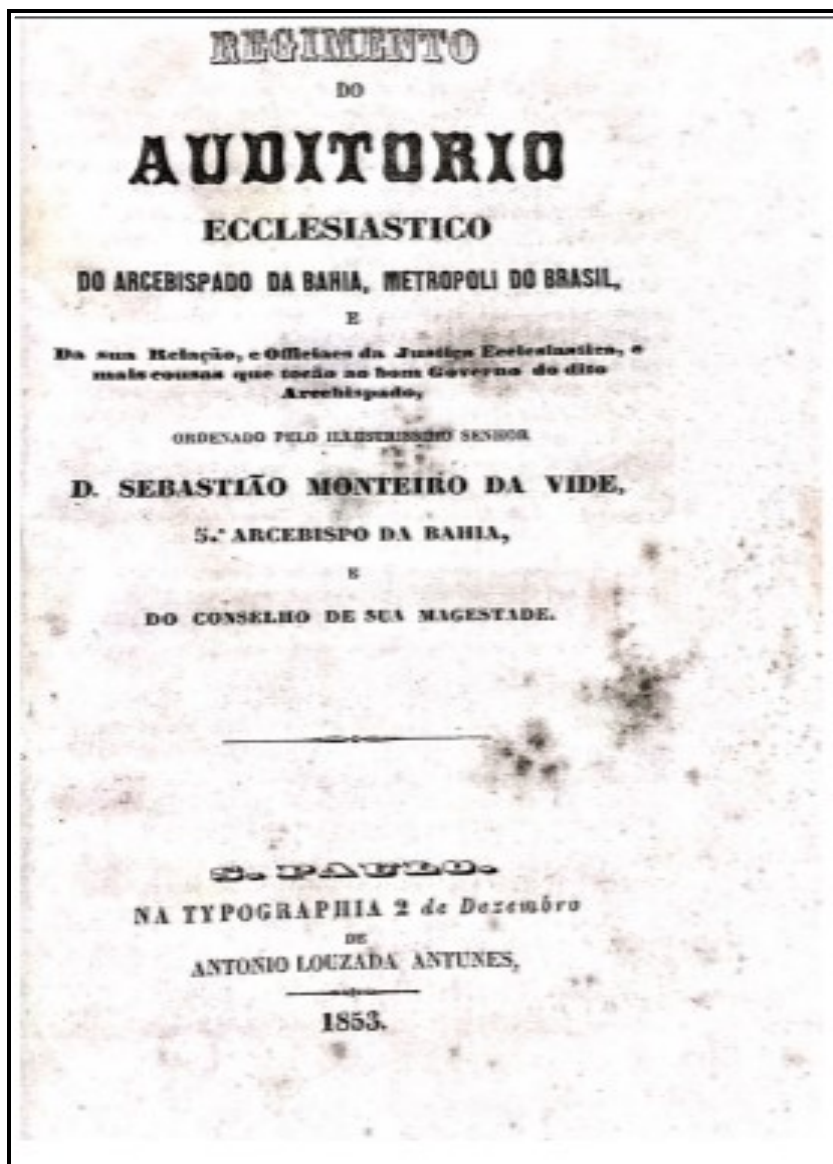 REGIMENTO
DO
AUDITORIO
ECCLESIASTICO
DO ARCEBISPADO DA BAHIA, METROPOLI DO BRASIL,
E
Da sua Relação, e Officiaes da Justiça Ecclesiastica, e
mais cousas que tocão ao bom Governo do dito
Arcebispado,
ORDENADO PELO ILLUSTRISSIMO SENHOR
D. SEBASTIÃO MONTEIRO DA VIDE,
5.º ARCEBISPO DA BAHIA,
E
DO CONSELHO DE SUA MAGESTADE.
S. PAULO.
NA TYPOGRAPHIA 2 de Dezembro
DE
ANTONIO LOUZADA ANTUNES,
1853.